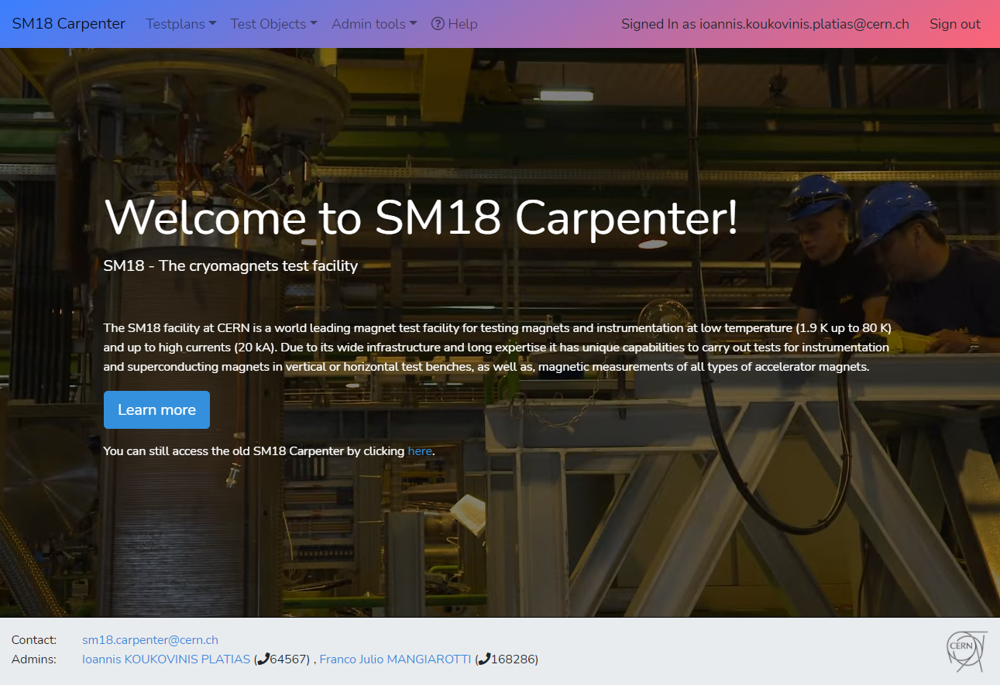 SM18 Carpenter Testplans Test Objects Admin tools Help Signed In as ioannis.koukovinis.platias@cern.ch Sign out
Welcome to SM18 Carpenter!
SM18 - The cryomagnets test facility
The SM18 facility at CERN is a world leading magnet test facility for testing magnets and instrumentation at low temperature (1.9 K up to 80 K)
and up to high currents (20 kA). Due to its wide infrastructure and long expertise it has unique capabilities to carry out tests for instrumentation
and superconducting magnets in vertical or horizontal test benches, as well as, magnetic measurements of all types of accelerator magnets.
Learn more
You can still access the old SM18 Carpenter by clicking here.
Contact: sm18.carpenter@cern.ch
Admins: Ioannis KOUKOVINIS PLATIAS (64567) , Franco Julio MANGIAROTTI (168286)
CERN